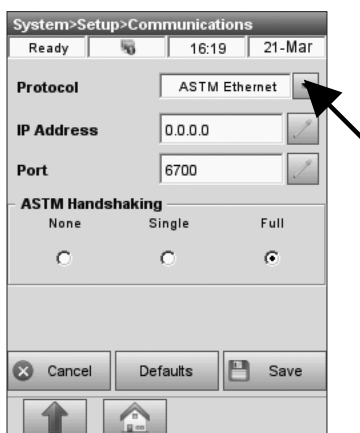 System>Setup>Communications
Ready 16:19 21-Mar
Protocol ASTM Ethernet
IP Address 0.0.0.0
Port 6700
ASTM Handshaking
None Single Full
Cancel Defaults Save